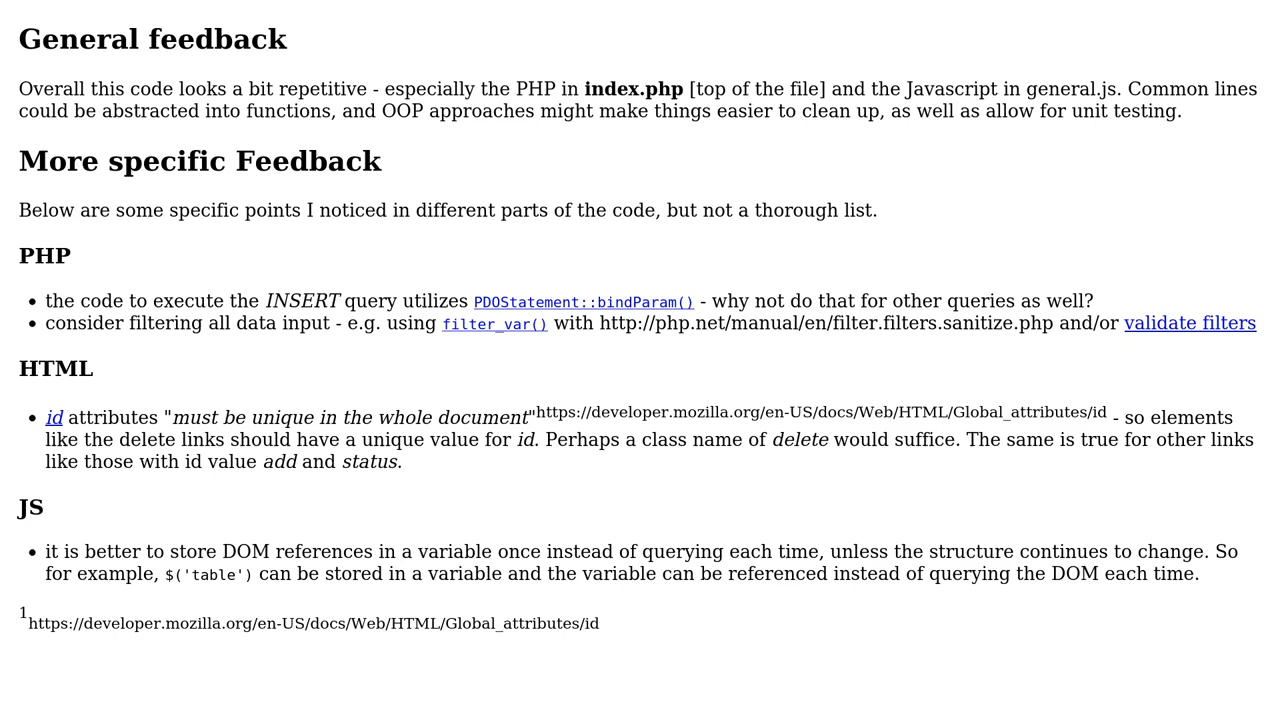 General feedback
Overall this code looks a bit repetitive - especially the PHP in index.php [top of the file] and the Javascript in general.js. Common lines
could be abstracted into functions, and OOP approaches might make things easier to clean up, as well as allow for unit testing.
More specific Feedback
Below are some specific points I noticed in different parts of the code, but not a thorough list.
PHP
• the code to execute the INSERT query utilizes PDOStatement::bindParam() - why not do that for other queries as well?
• consider filtering all data input - e.g. using filter_var() with http://php.net/manual/en/filter.filters.sanitize.php and/or validate filters
HTML
• id attributes "must be unique in the whole document"https://developer.mozilla.org/en-US/docs/Web/HTML/Global_attributes/id - so elements
like the delete links should have a unique value for id. Perhaps a class name of delete would suffice. The same is true for other links
like those with id value add and status.
JS
• it is better to store DOM references in a variable once instead of querying each time, unless the structure continues to change. So
for example, $('table') can be stored in a variable and the variable can be referenced instead of querying the DOM each time.
1https://developer.mozilla.org/en-US/docs/Web/HTML/Global_attributes/id